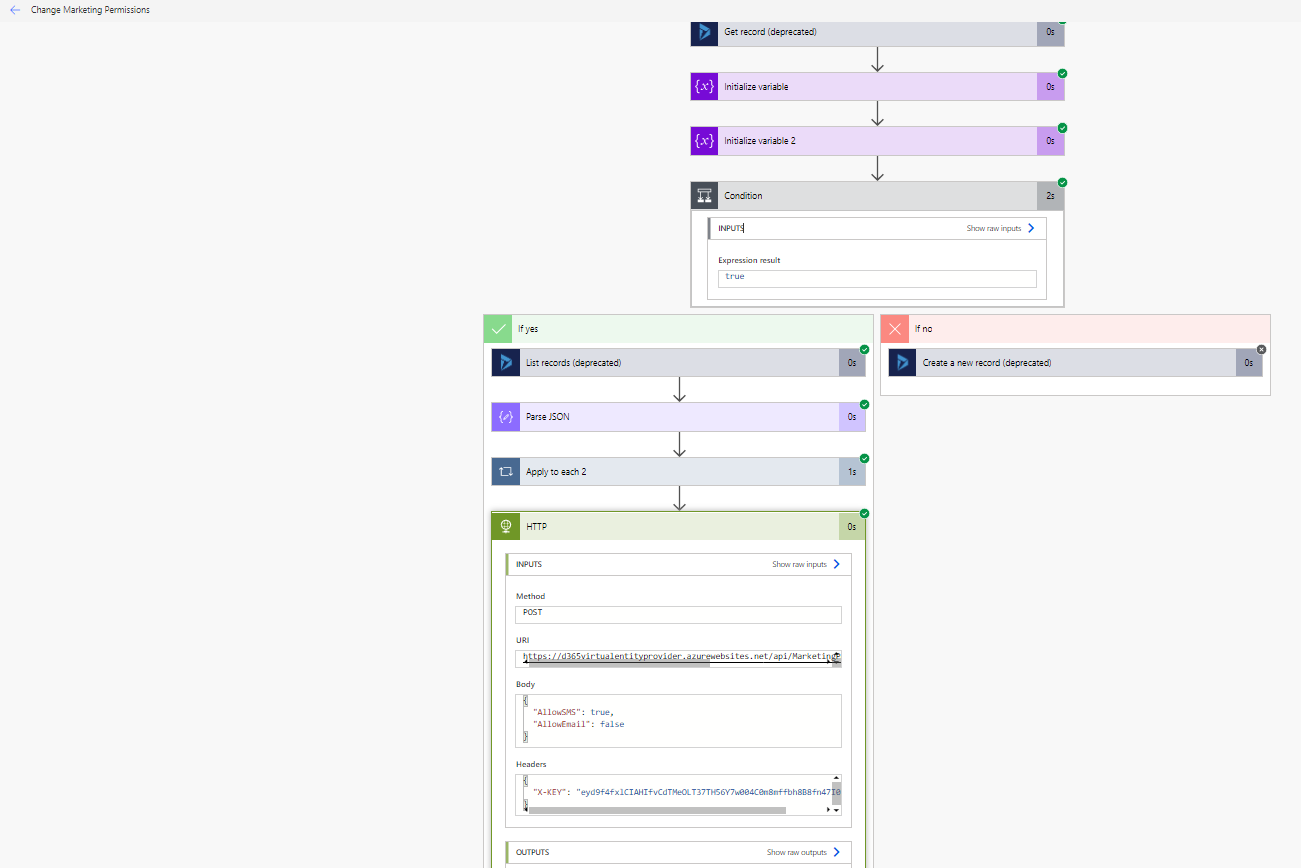 Change Marketing Permissions
Get record (deprecated)
0s
Initialize variable
0s
Initialize variable 2
0s
Condition
2s
INPUTS
Show raw inputs
Expression result
true
If yes
If no
List records (deprecated)
0s
Create a new record (deprecated)
0s
Parse JSON
0s
Apply to each 2
1s
HTTP
0s
INPUTS
Show raw inputs
Method
POST
URI
https://d365virtualentityprovider.azurewebsites.net/api/MarketingP
Body
{
"AllowSMS": true,
"AllowEmail": false
}
Headers
{
"X-KEY":
}
OUTPUTS
Show raw outputs